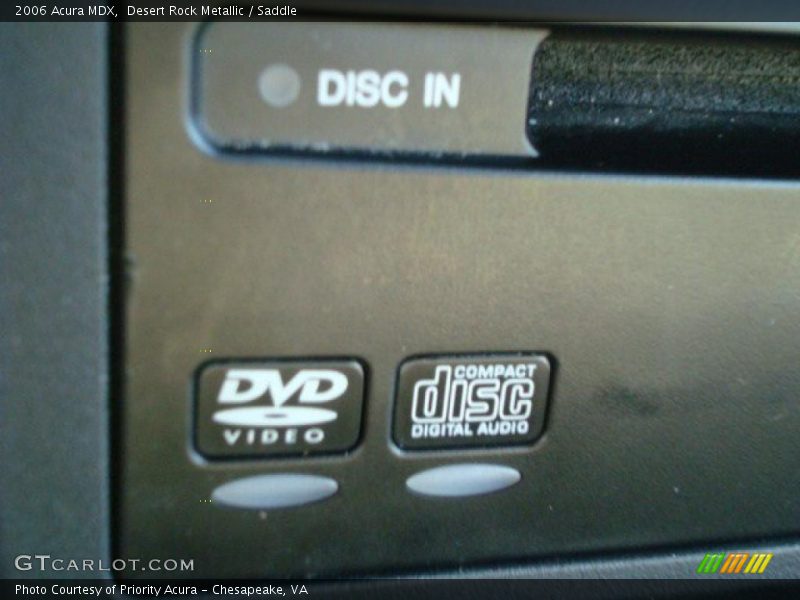 2006 Acura MDX, Desert Rock Metallic / Saddle
DISC IN
DVD
VIDEO
COMPACT
disc
DIGITAL AUDIO
GTCARLOT.COM
Photo Courtesy of Priority Acura - Chesapeake, VA